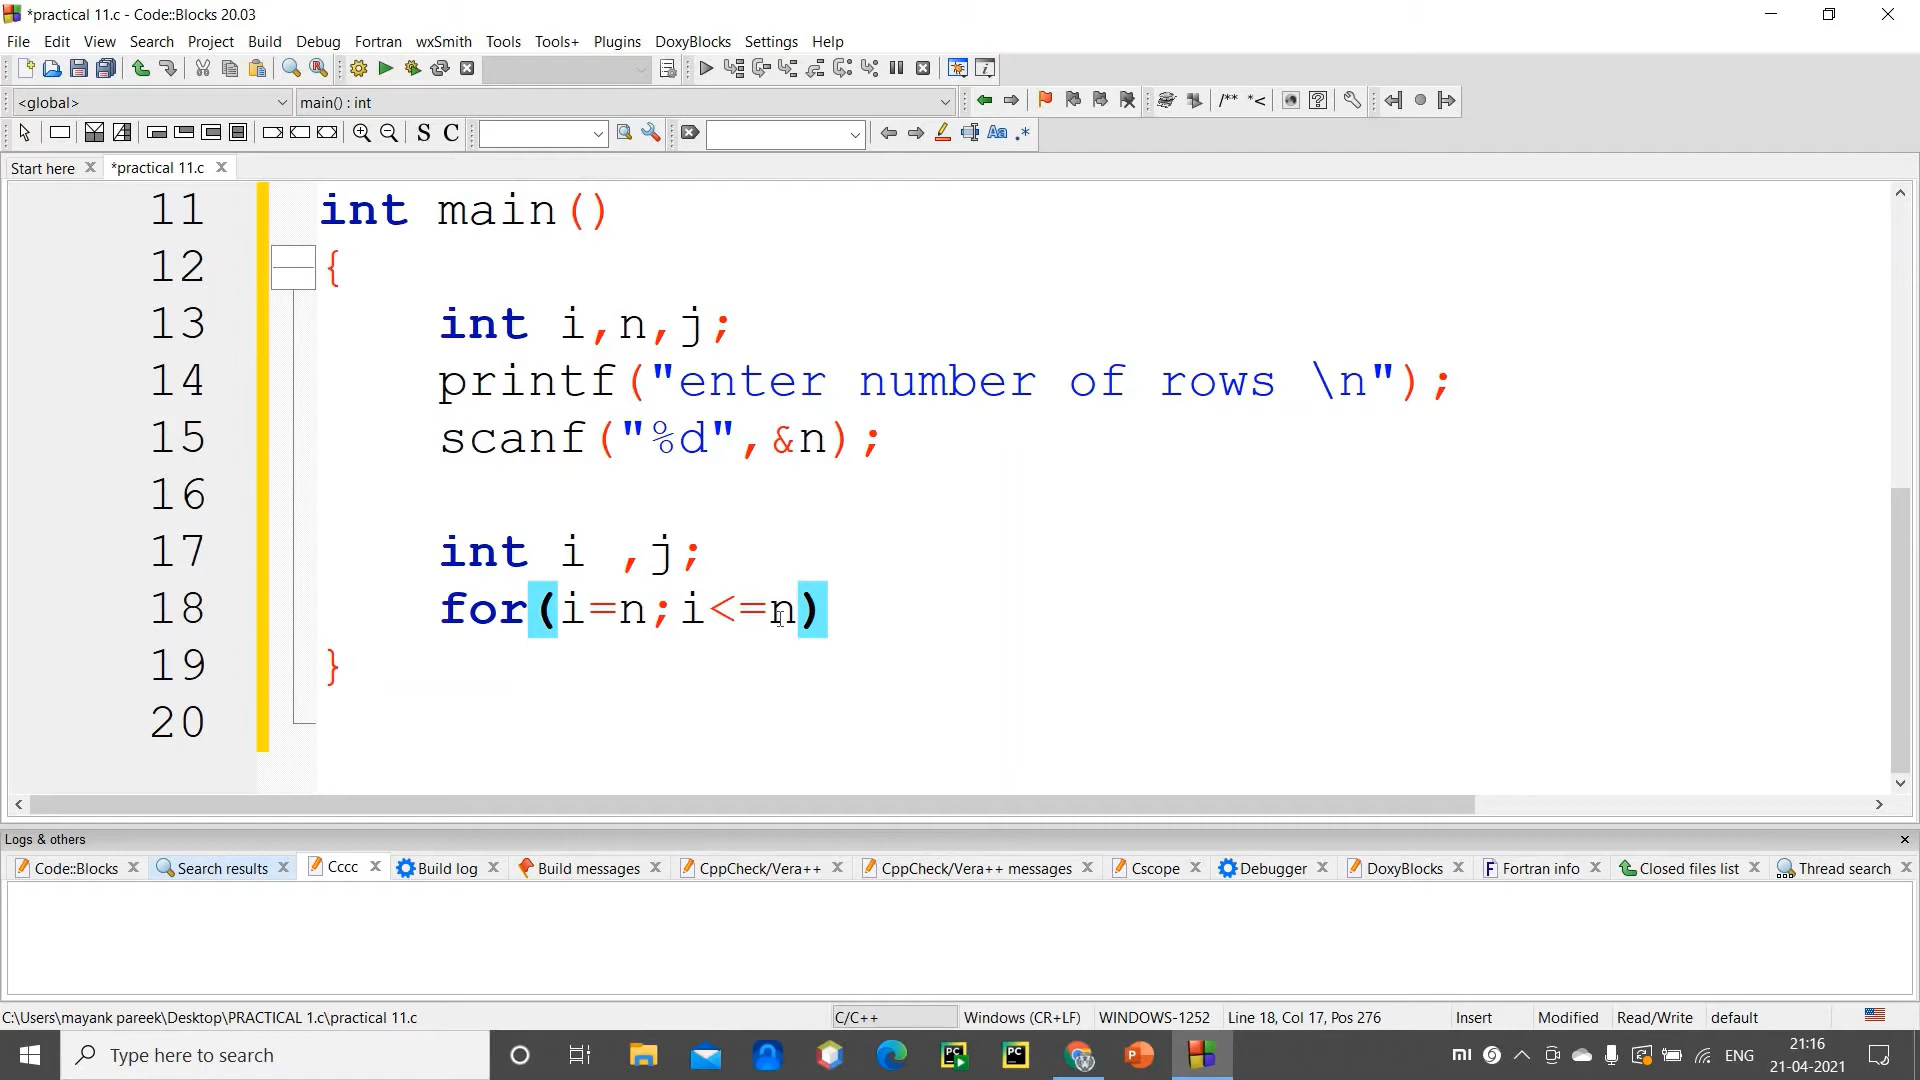 *practical 11.c - Code::Blocks 20.03
File Edit View Search Project Build Debug Fortran wxSmith Tools Tools+ Plugins DoxyBlocks Settings Help
<global> main() : int
/** *<
S C Aa .*
Start here *practical 11.c
11 int main()
12 {
13 int i,n,j;
14 printf("enter number of rows \n");
15 scanf("%d",&n);
16
17 int i ,j;
18 for(i=n;i<=n)
19 }
20
Logs & others
Code::Blocks Search results Cccc Build log Build messages CppCheck/Vera++ CppCheck/Vera++ messages Cscope Debugger DoxyBlocks Fortran info Closed files list Thread search
C:\Users\mayank pareek\Desktop\PRACTICAL 1.c\practical 11.c C/C++ Windows (CR+LF) WINDOWS-1252 Line 18, Col 17, Pos 276 Insert Modified Read/Write default
Type here to search PC PC mi ENG 21:16
21-04-2021